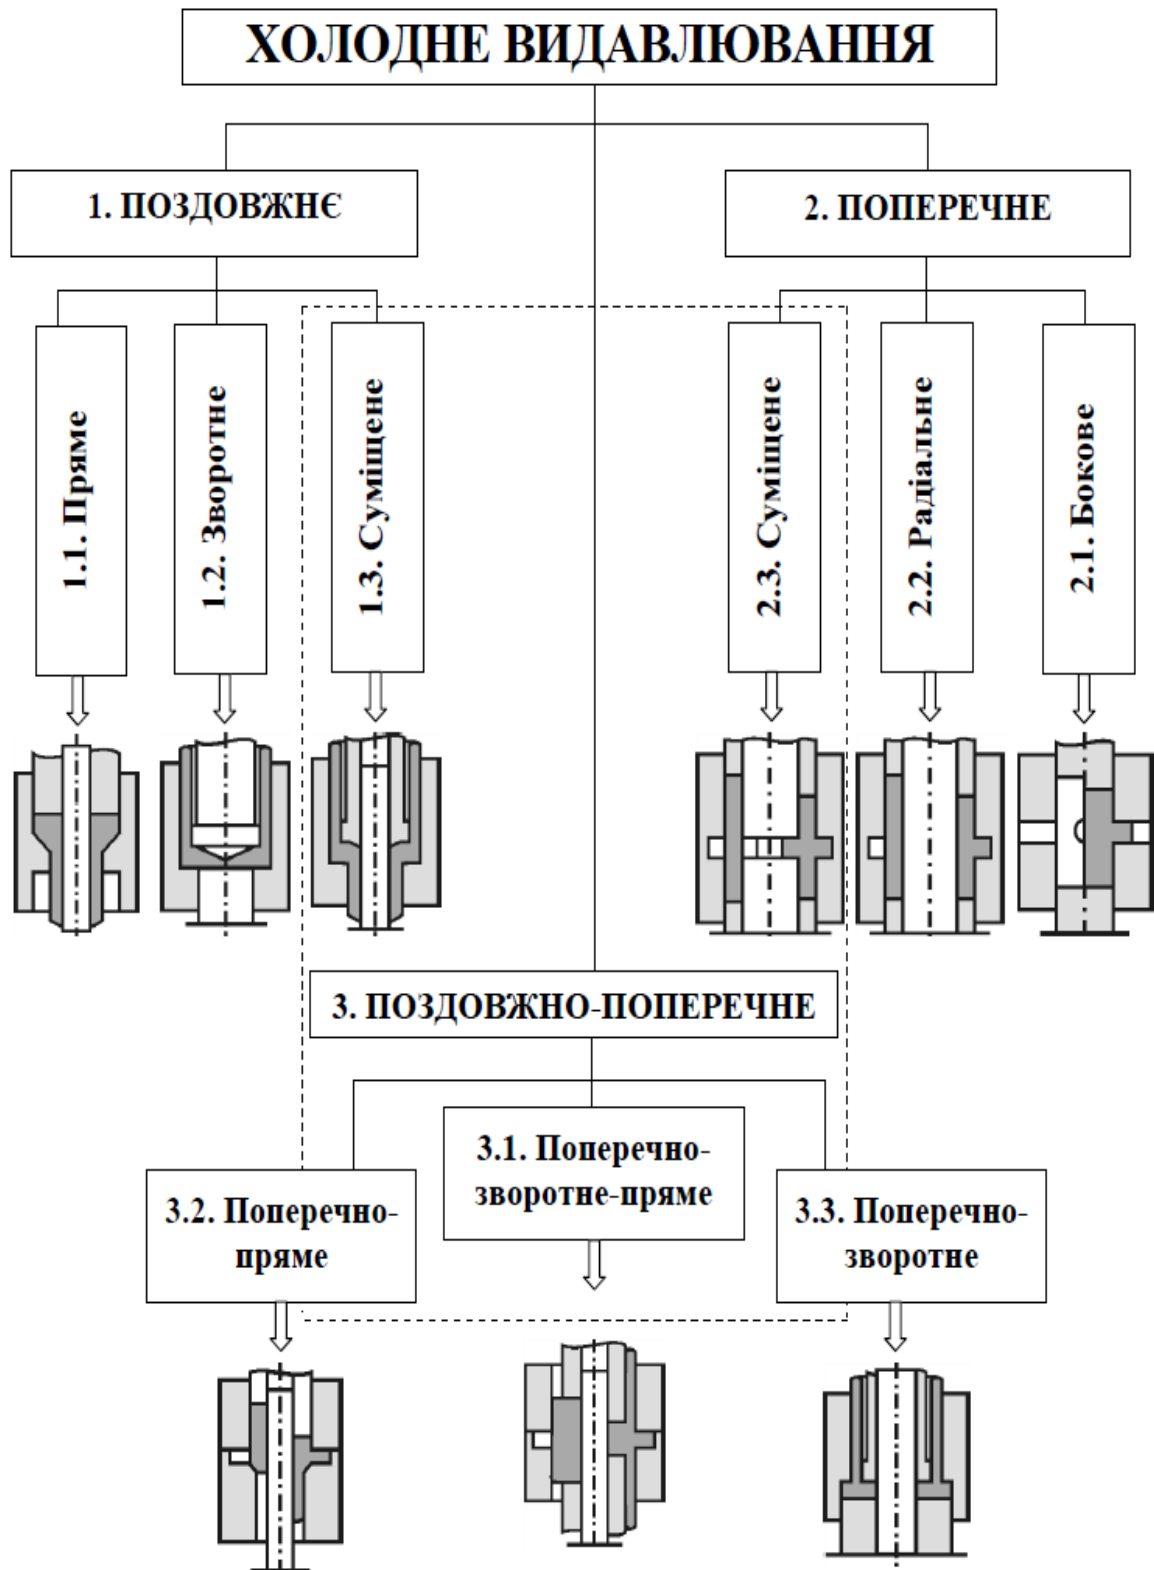 ХОЛОДНЕ ВИДАВЛЮВАННЯ
1. ПОЗДОВЖНЄ
2. ПОПЕРЕЧНЕ
1.1. Пряме
1.2. Зворотне
1.3. Суміщене
2.3. Суміщене
2.2. Радіальне
2.1. Бокове
3. ПОЗДОВЖНО-ПОПЕРЕЧНЕ
3.1. Поперечно-
зворотне-пряме
3.2. Поперечно-
пряме
3.3. Поперечно-
зворотне